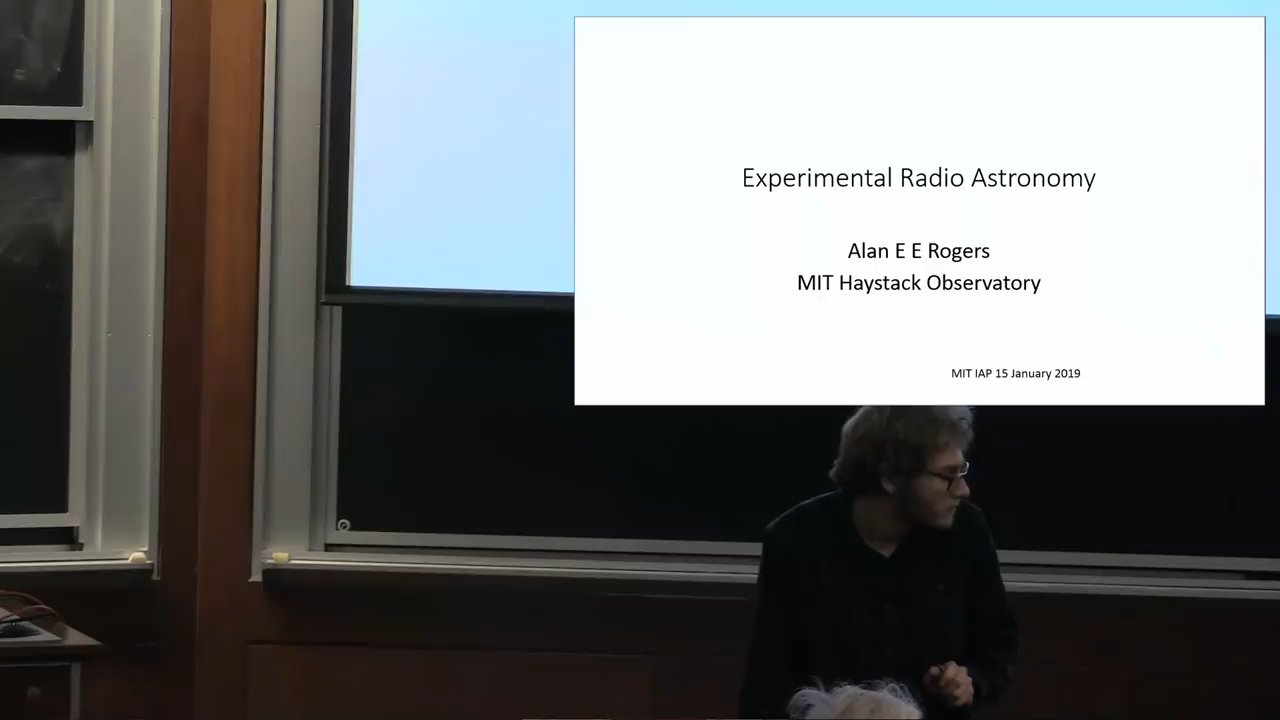 Experimental Radio Astronomy
Alan E E Rogers
MIT Haystack Observatory
MIT IAP 15 January 2019